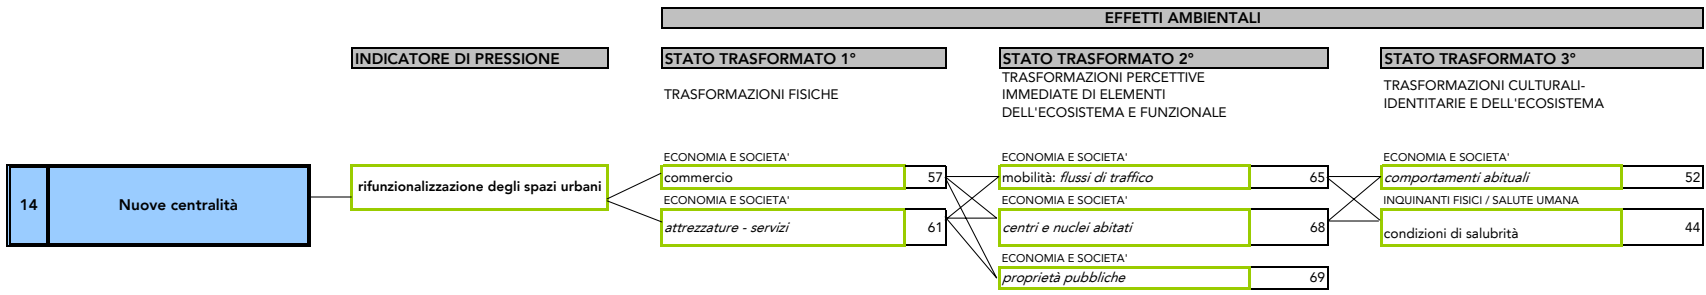 EFFETTI AMBIENTALI
INDICATORE DI PRESSIONE
STATO TRASFORMATO 1°
STATO TRASFORMATO 2°
STATO TRASFORMATO 3°
TRASFORMAZIONI FISICHE
TRASFORMAZIONI PERCETTIVE
IMMEDIATE DI ELEMENTI
DELL'ECOSISTEMA E FUNZIONALE
TRASFORMAZIONI CULTURALI-
IDENTITARIE E DELL'ECOSISTEMA
14
Nuove centralità
rifunzionalizzazione degli spazi urbani
ECONOMIA E SOCIETA'
commercio 57
ECONOMIA E SOCIETA'
attrezzature - servizi 61
ECONOMIA E SOCIETA'
mobilità: flussi di traffico 65
ECONOMIA E SOCIETA'
centri e nuclei abitati 68
ECONOMIA E SOCIETA'
proprietà pubbliche 69
ECONOMIA E SOCIETA'
comportamenti abituali 52
INQUINANTI FISICI / SALUTE UMANA
condizioni di salubrità 44